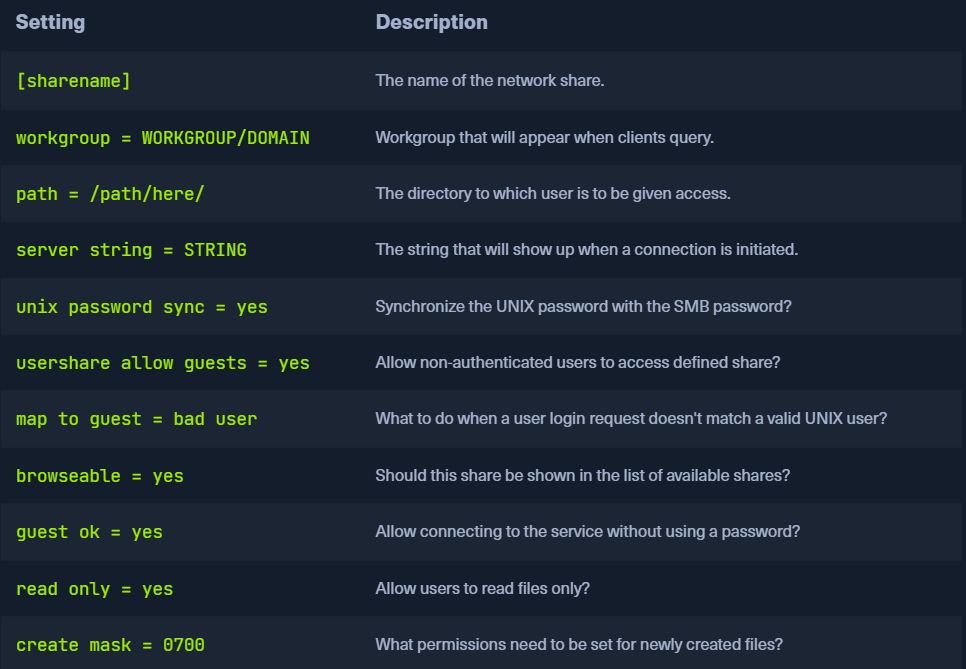 Setting Description
[sharename] The name of the network share.
workgroup = WORKGROUP/DOMAIN Workgroup that will appear when clients query.
path = /path/here/ The directory to which user is to be given access.
server string = STRING The string that will show up when a connection is initiated.
unix password sync = yes Synchronize the UNIX password with the SMB password?
usershare allow guests = yes Allow non-authenticated users to access defined share?
map to guest = bad user What to do when a user login request doesn't match a valid UNIX user?
browseable = yes Should this share be shown in the list of available shares?
guest ok = yes Allow connecting to the service without using a password?
read only = yes Allow users to read files only?
create mask = 0700 What permissions need to be set for newly created files?